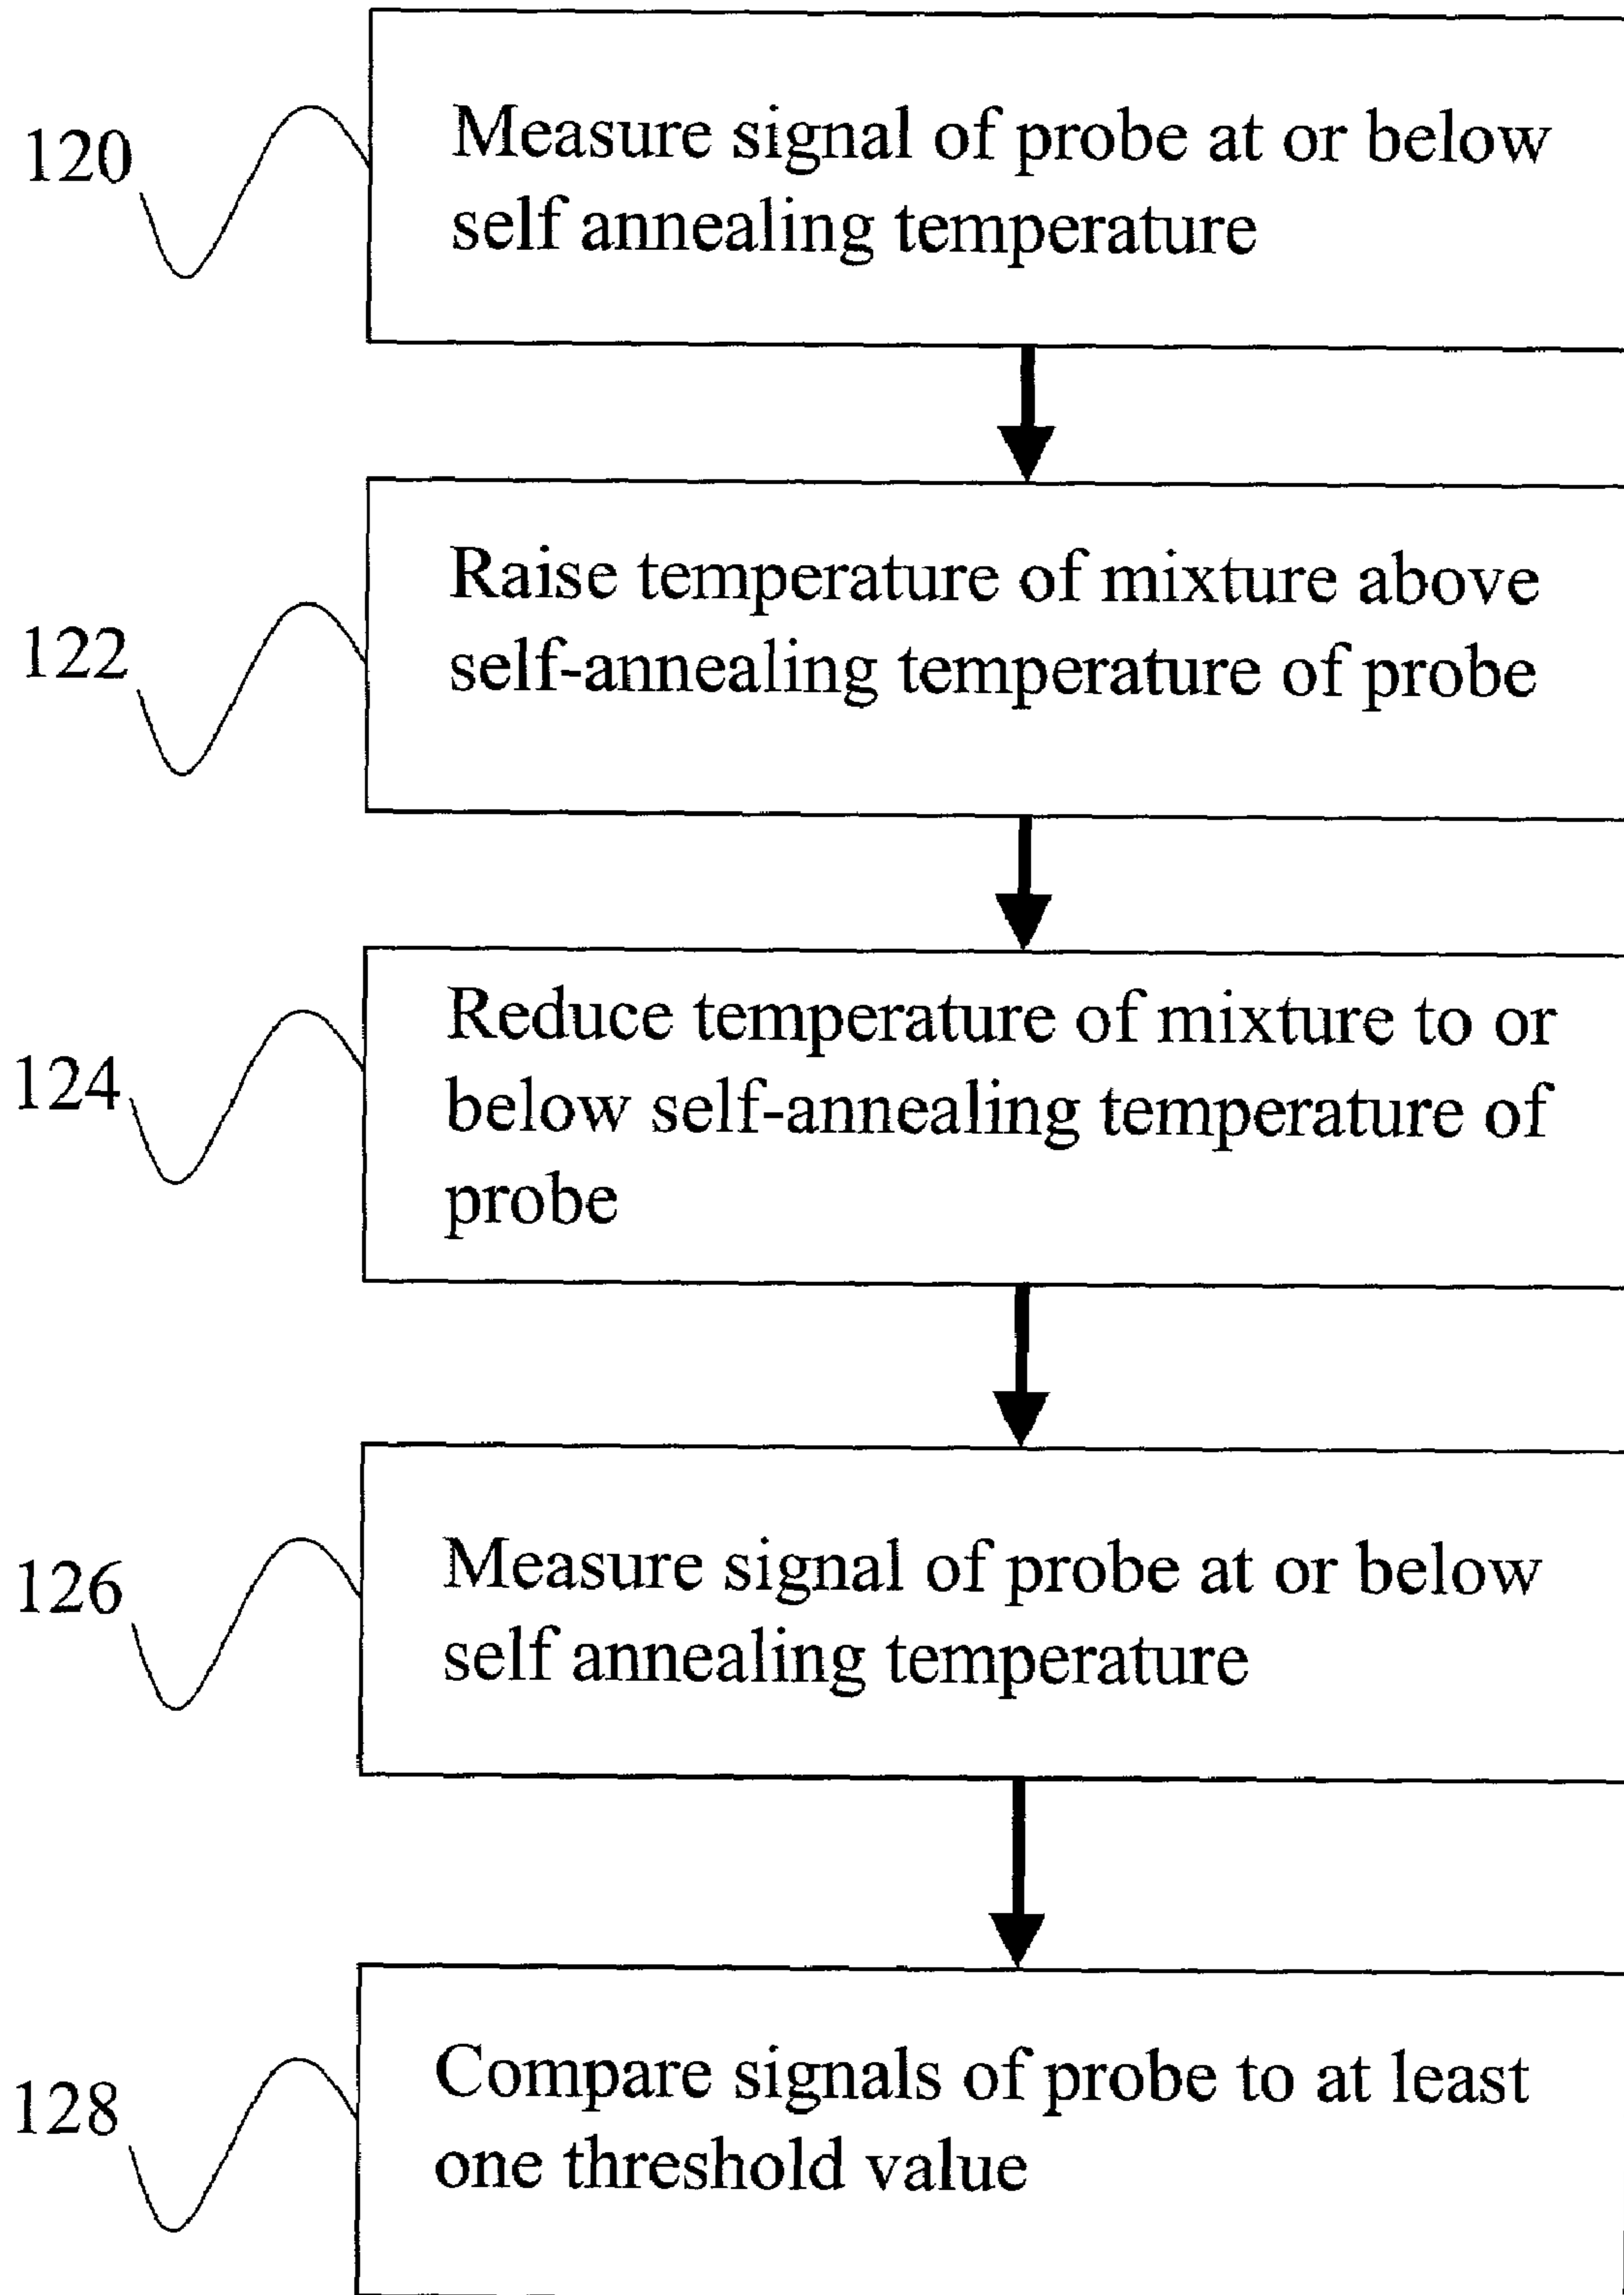 120
Measure signal of probe at or below
self annealing temperature
122
Raise temperature of mixture above
self-annealing temperature of probe
124
Reduce temperature of mixture to or
below self-annealing temperature of
probe
126
Measure signal of probe at or below
self annealing temperature
128
Compare signals of probe to at least
one threshold value